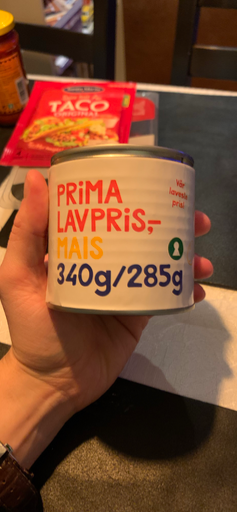 TACO
PRiMA
LAVPRiS,-
MAiS
340g/285g
Vår
laveste
pris!